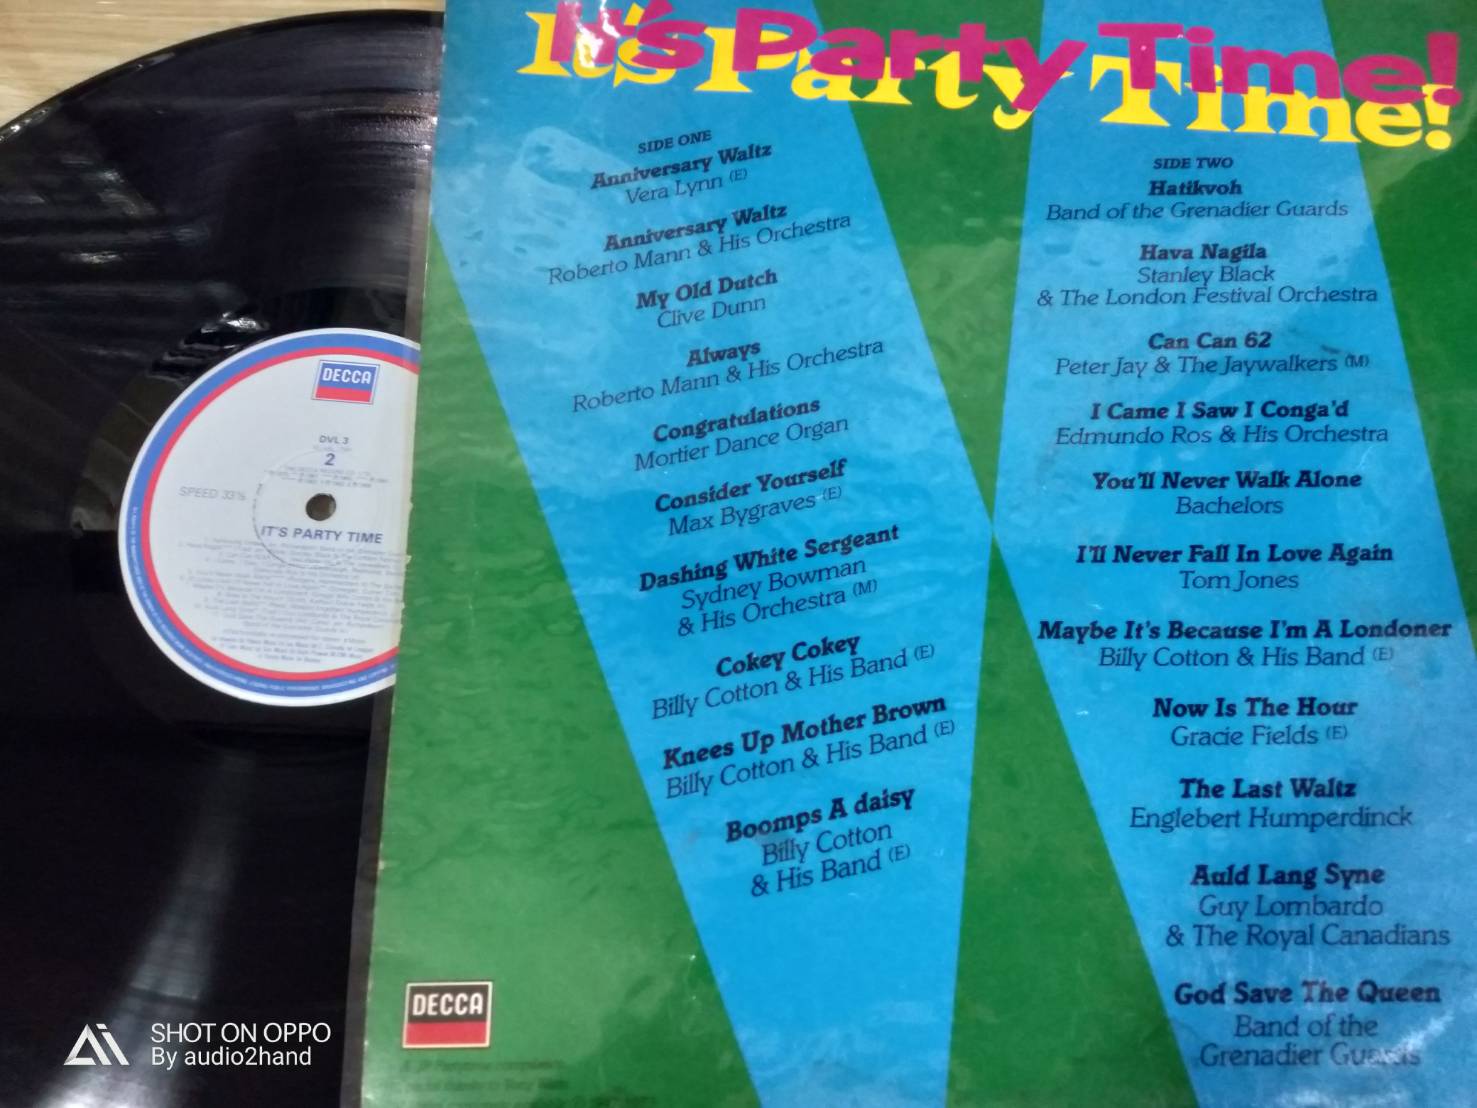 It's Party Time!
SIDE ONE
Anniversary Waltz
Vera Lynn (E)
Anniversary Waltz
Roberto Mann & His Orchestra
My Old Dutch
Clive Dunn
Always
Roberto Mann & His Orchestra
Congratulations
Mortier Dance Organ
Consider Yourself
Max Bygraves (E)
Dashing White Sergeant
Sydney Bowman
& His Orchestra (M)
Cokey Cokey
Billy Cotton & His Band (E)
Knees Up Mother Brown
Billy Cotton & His Band (E)
Boomps A daisy
Billy Cotton
& His Band (E)
SIDE TWO
Hatikvoh
Band of the Grenadier Guards
Hava Nagila
Stanley Black
& The London Festival Orchestra
Can Can 62
Peter Jay & The Jaywalkers (M)
I Came I Saw I Conga'd
Edmundo Ros & His Orchestra
You'll Never Walk Alone
Bachelors
I'll Never Fall In Love Again
Tom Jones
Maybe It's Because I'm A Londoner
Billy Cotton & His Band (E)
Now Is The Hour
Gracie Fields (E)
The Last Waltz
Englebert Humperdinck
Auld Lang Syne
Guy Lombardo
& The Royal Canadians
God Save The Queen
Band of the
Grenadier Guards
DECCA
DECCA
DVL 3
2
SPEED 33⅓
IT'S PARTY TIME
SHOT ON OPPO
By audio2hand